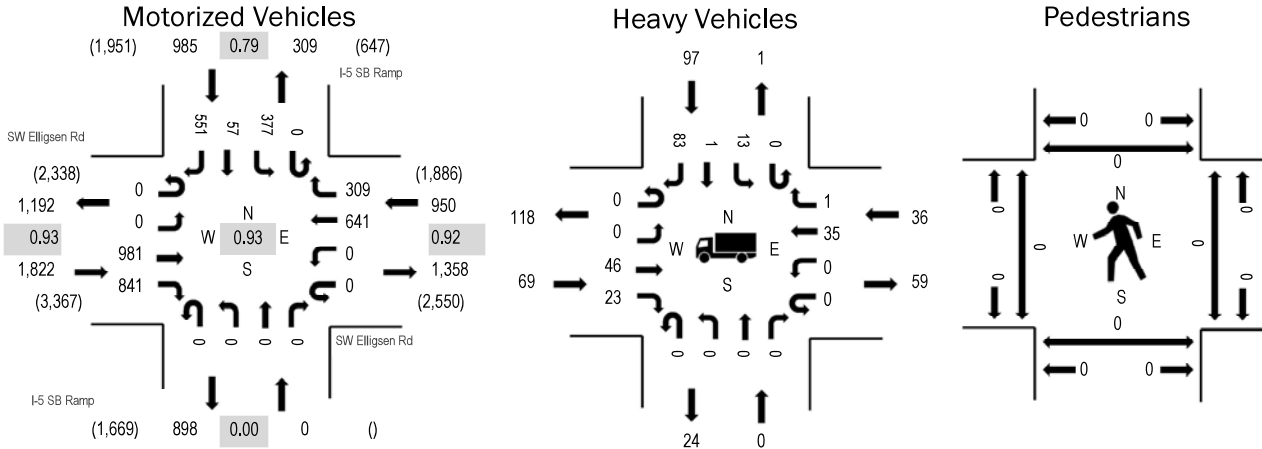 Motorized Vehicles
(1,951) 985 0.79 309 (647)
I-5 SB Ramp
SW Elligsen Rd
551 57 377 0
(2,338) 0 309 (1,886)
1,192 0 641 950
0.93 W N 0.93 E S 0.92
1,822 981 0 1,358
(3,367) 841 0 (2,550)
0 0 0 0
SW Elligsen Rd
I-5 SB Ramp
(1,669) 898 0.00 0 ()
Heavy Vehicles
97 1
83 1 13 0
0 1
118 0 35 36
N
W E
S
69 46 0 59
23 0
0 0 0 0
24 0
Pedestrians
0 0
0
N
0 0 0 0
W E
S
0 0
0
0 0